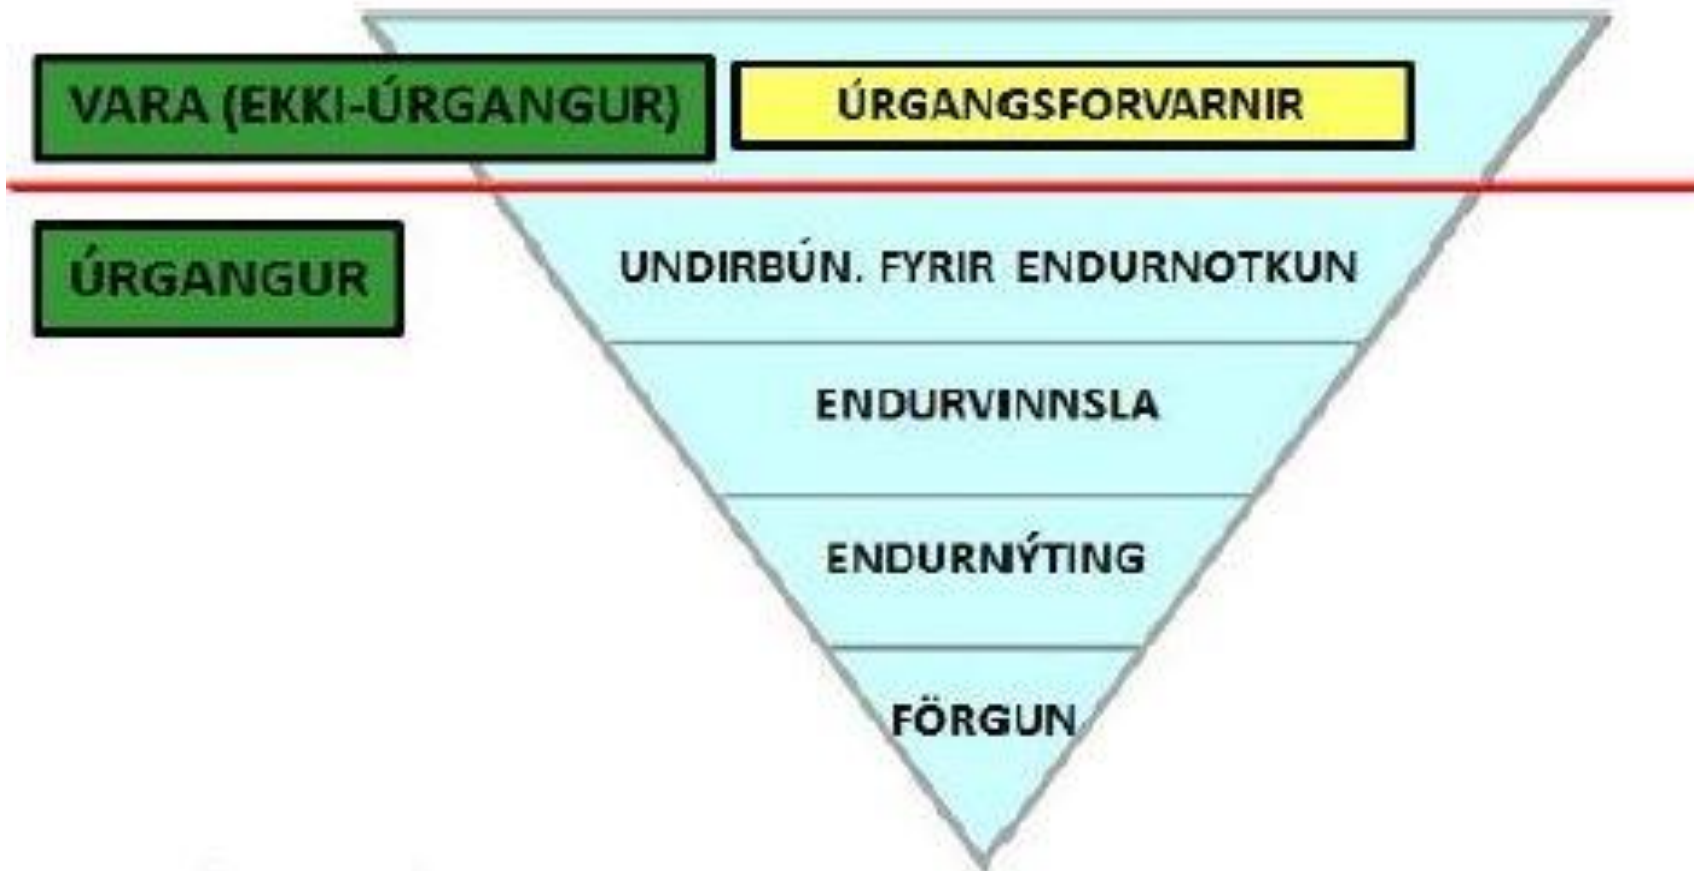 VARA (EKKI-ÚRGANGUR)
ÚRGANGSFORVARNIR
ÚRGANGUR
UNDIRBÚN. FYRIR ENDURNOTKUN
ENDURVINNSLA
ENDURNÝTING
FÖRGUN